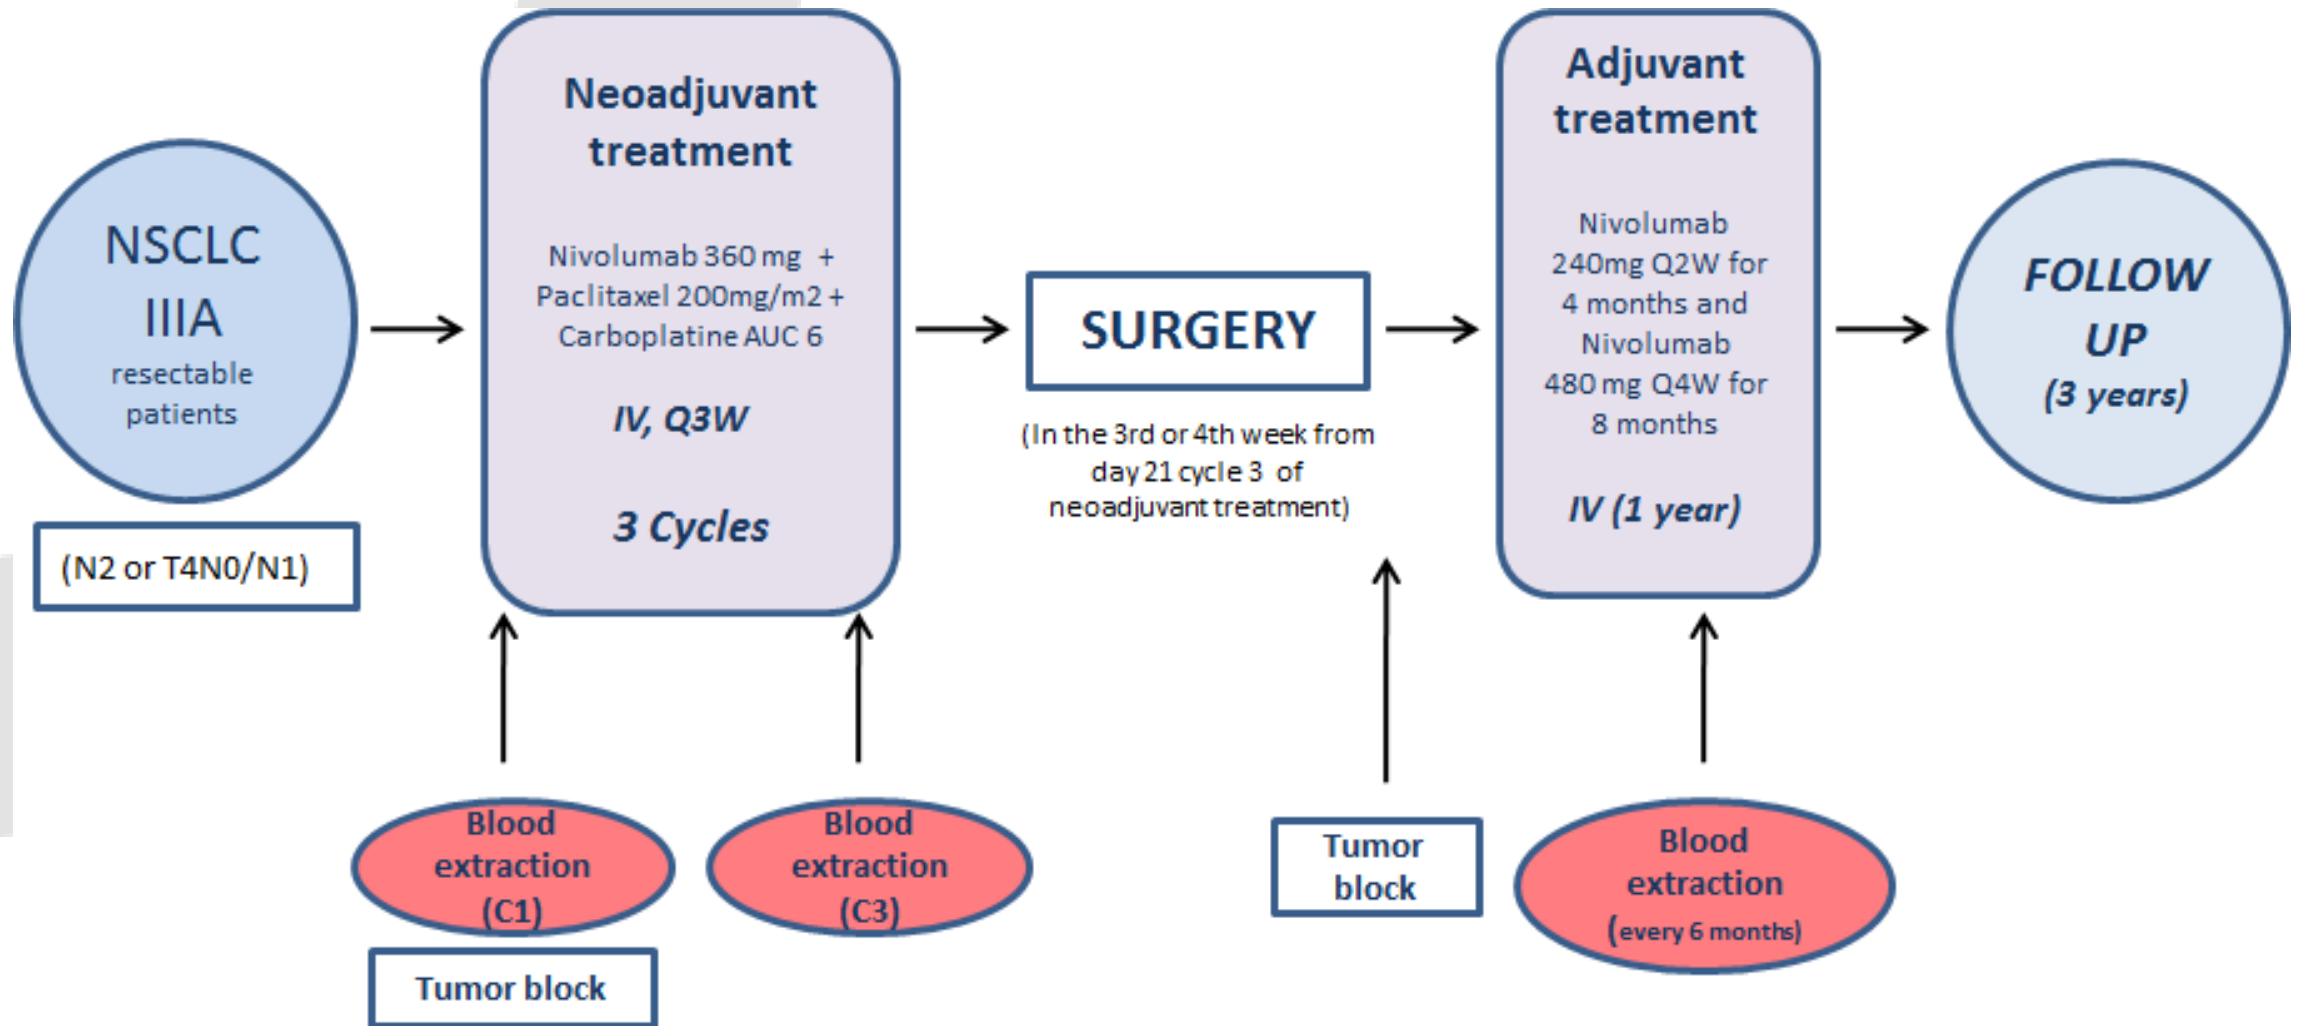 NSCLC
IIIA
resectable
patients
(N2 or T4N0/N1)
Neoadjuvant
treatment
Nivolumab 360 mg +
Paclitaxel 200mg/m2 +
Carboplatine AUC 6
IV, Q3W
3 Cycles
SURGERY
(In the 3rd or 4th week from
day 21 cycle 3 of
neoadjuvant treatment)
Adjuvant
treatment
Nivolumab
240mg Q2W for
4 months and
Nivolumab
480 mg Q4W for
8 months
IV (1 year)
FOLLOW
UP
(3 years)
Blood
extraction
(C1)
Tumor block
Blood
extraction
(C3)
Tumor
block
Blood
extraction
(every 6 months)